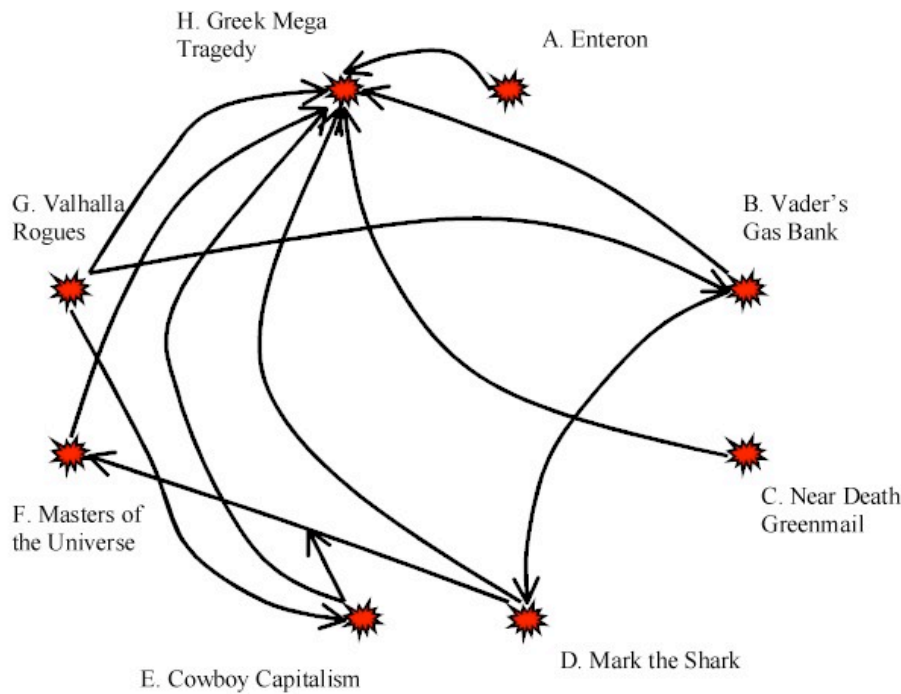 H. Greek Mega
Tragedy
A. Enteron
G. Valhalla
Rogues
B. Vader's
Gas Bank
F. Masters of
the Universe
C. Near Death
Greenmail
D. Mark the Shark
E. Cowboy Capitalism